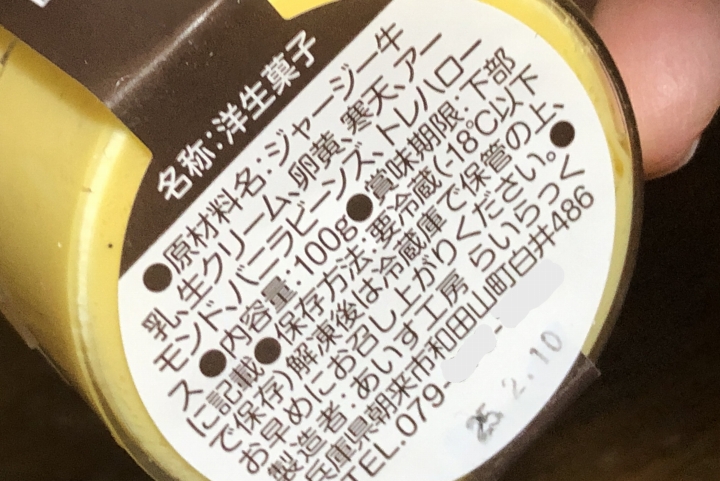 名称:洋生菓子
●原材料名:ジャージー牛
乳、生クリーム、卵黄、寒天、アー
モンド、バーラビーンズ、トレハロー
ス●内容量:100g●賞味期限:下部
に記載●保存方法:要冷蔵(-18℃以下
で保存)解凍後は冷蔵庫で保管の上、
お早めにお召し上がりください。●
製造者:あいす工房 らいらっく
兵庫県朝来市和田山町白井486
TEL.079-
25.2.10